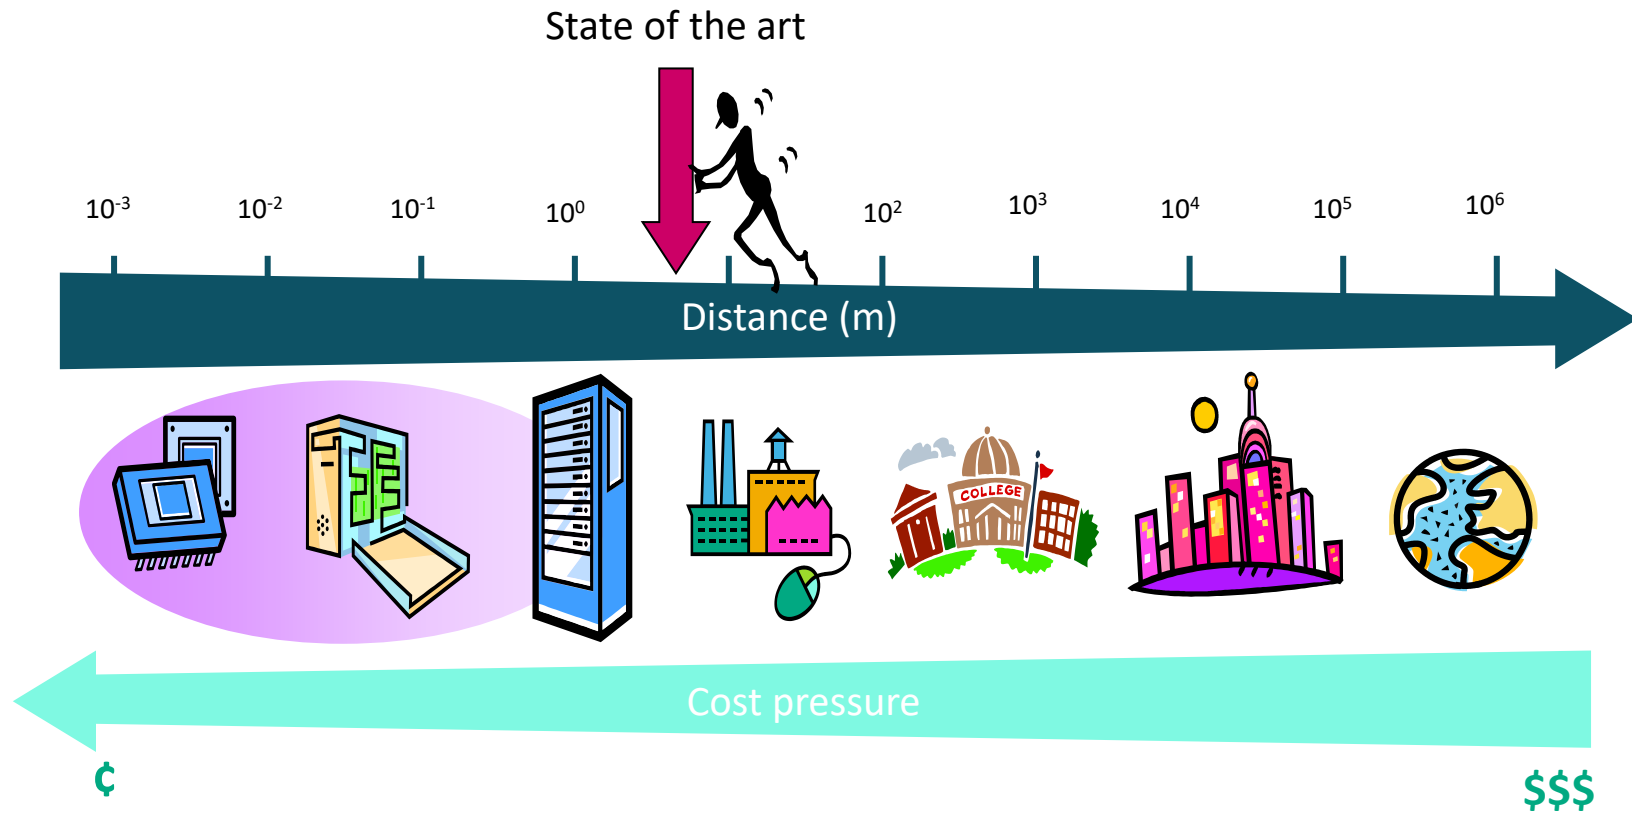 State of the art
10⁻³ 10⁻² 10⁻¹ 10⁰ 10² 10³ 10⁴ 10⁵ 10⁶
Distance (m)
COLLEGE
Cost pressure
¢ $$$